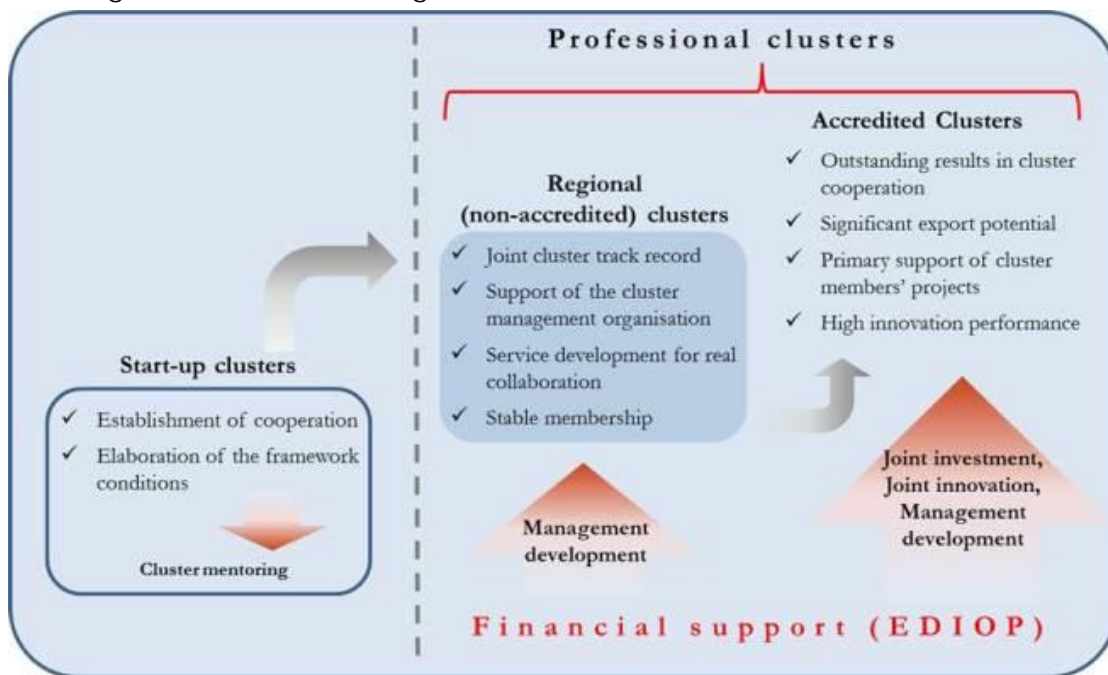 Professional clusters
Accredited Clusters
✓ Outstanding results in cluster
cooperation
✓ Significant export potential
✓ Primary support of cluster
members' projects
✓ High innovation performance
Regional
(non-accredited) clusters
✓ Joint cluster track record
✓ Support of the cluster
management organisation
✓ Service development for real
collaboration
✓ Stable membership
Start-up clusters
✓ Establishment of cooperation
✓ Elaboration of the framework
conditions
Cluster mentoring
Management
development
Joint investment,
Joint innovation,
Management
development
Financial support (EDIOP)